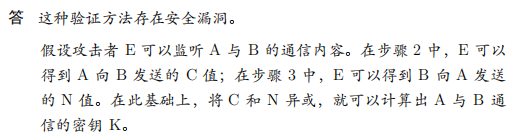 答 这种验证方法存在安全漏洞。
假设攻击者 E 可以监听 A 与 B 的通信内容。在步骤 2 中，E 可以
得到 A 向 B 发送的 C 值；在步骤 3 中，E 可以得到 B 向 A 发送
的 N 值。在此基础上，将 C 和 N 异或，就可以计算出 A 与 B 通
信的密钥 K。